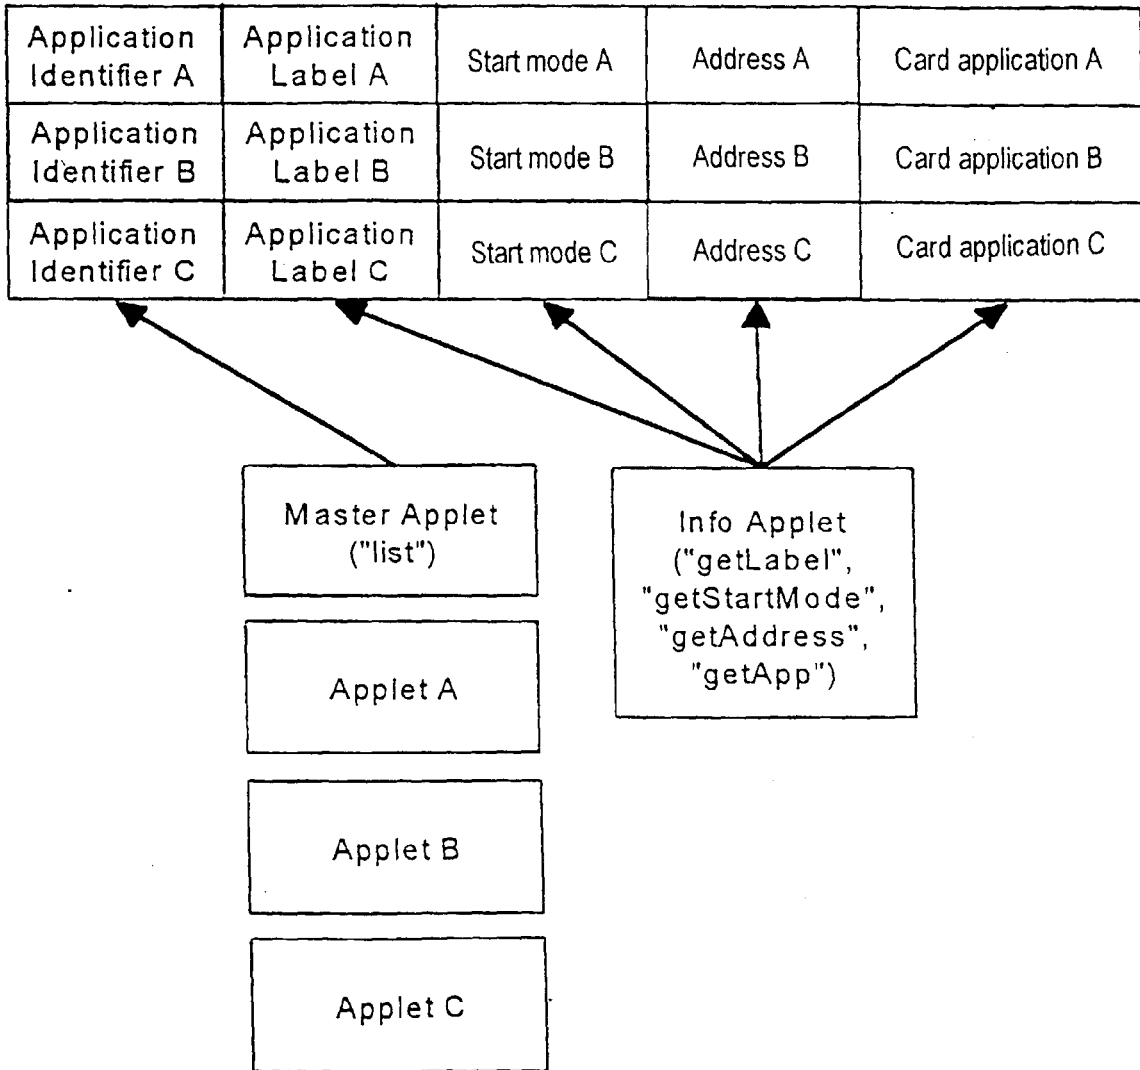 Application
Identifier A
Application
Label A
Start mode A
Address A
Card application A
Application
Identifier B
Application
Label B
Start mode B
Address B
Card application B
Application
Identifier C
Application
Label C
Start mode C
Address C
Card application C
Master Applet
("list")
Info Applet
("getLabel",
"getStartMode",
"getAddress",
"getApp")
Applet A
Applet B
Applet C